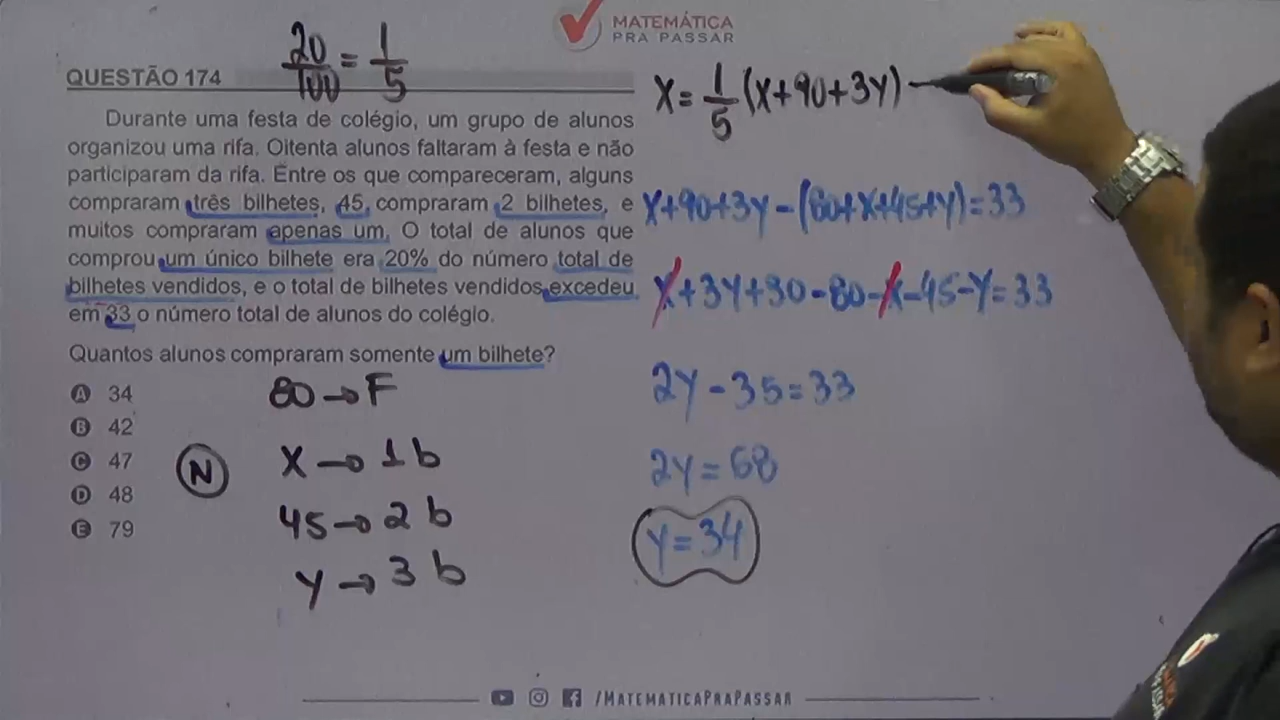 MATEMÁTICA
PRA PASSAR
20/100 = 1/5
QUESTÃO 174
Durante uma festa de colégio, um grupo de alunos
organizou uma rifa. Oitenta alunos faltaram à festa e não
participaram da rifa. Entre os que compareceram, alguns
compraram três bilhetes, 45 compraram 2 bilhetes, e
muitos compraram apenas um. O total de alunos que
comprou um único bilhete era 20% do número total de
bilhetes vendidos, e o total de bilhetes vendidos excedeu
em 33 o número total de alunos do colégio.
Quantos alunos compraram somente um bilhete?
A 34
B 42
C 47
D 48
E 79
80 → F
N
X → 1 b
45 → 2 b
Y → 3 b
X = 1/5 (X + 90 + 3Y)
X + 90 + 3Y - (80 + X + 45 + Y) = 33
X + 3Y + 90 - 80 - X - 45 - Y = 33
2Y - 35 = 33
2Y = 68
Y = 34
/MATEMATICAPRAPASSAR